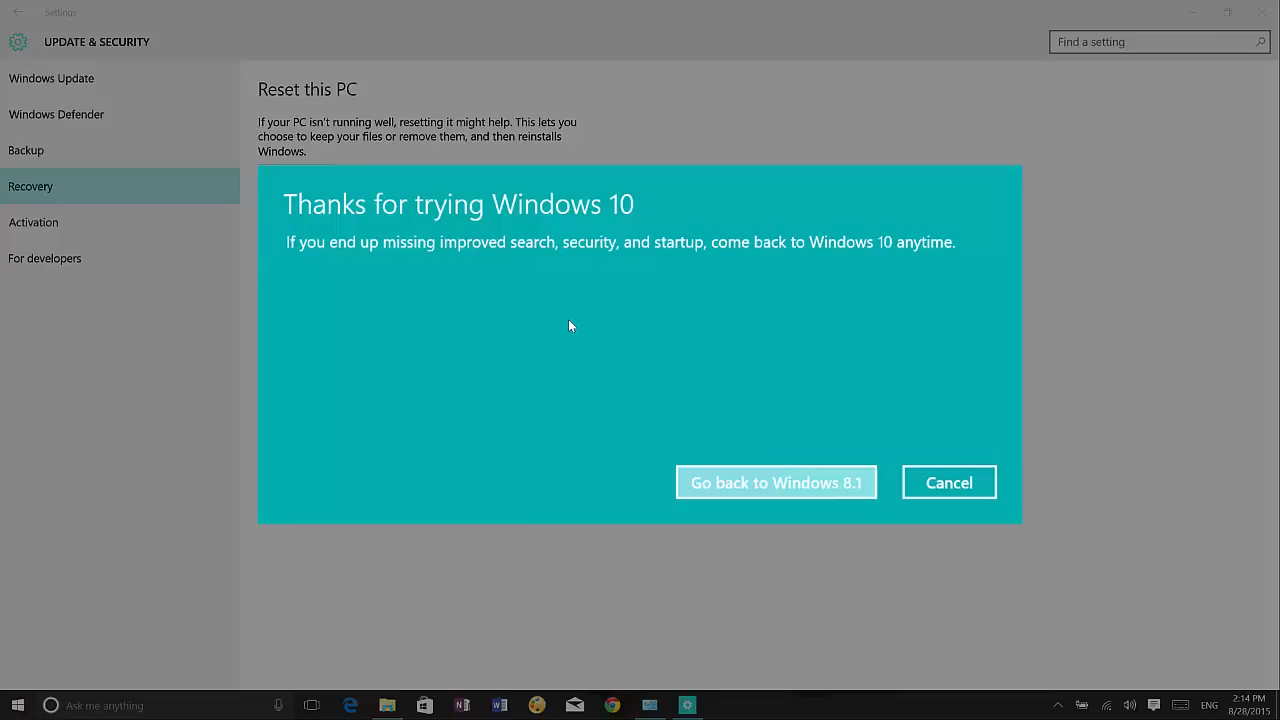 Settings
UPDATE & SECURITY
Find a setting
Windows Update
Windows Defender
Backup
Recovery
Activation
For developers
Reset this PC
If your PC isn't running well, resetting it might help. This lets you
choose to keep your files or remove them, and then reinstalls
Windows.
Thanks for trying Windows 10
If you end up missing improved search, security, and startup, come back to Windows 10 anytime.
Go back to Windows 8.1
Cancel
Ask me anything
ENG
2:14 PM
8/28/2015